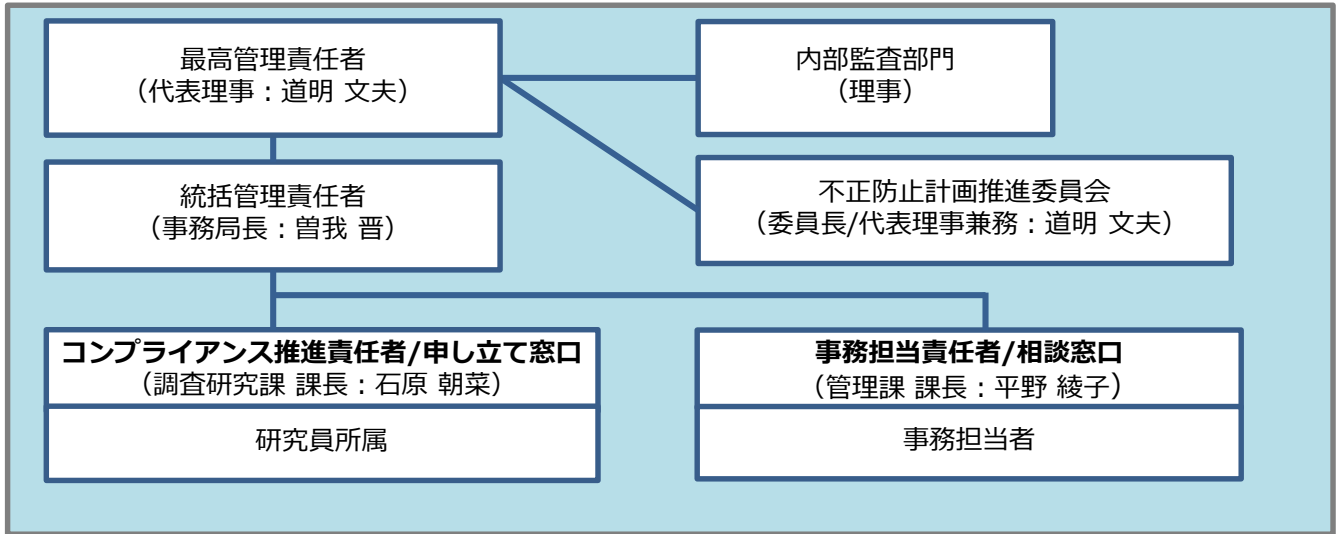 最高管理責任者
（代表理事：道明 文夫）
内部監査部門
（理事）
統括管理責任者
（事務局長：曽我 晋）
不正防止計画推進委員会
（委員長/代表理事兼務：道明 文夫）
コンプライアンス推進責任者/申し立て窓口
（調査研究課 課長：石原 朝菜）
研究員所属
事務担当責任者/相談窓口
（管理課 課長：平野 綾子）
事務担当者